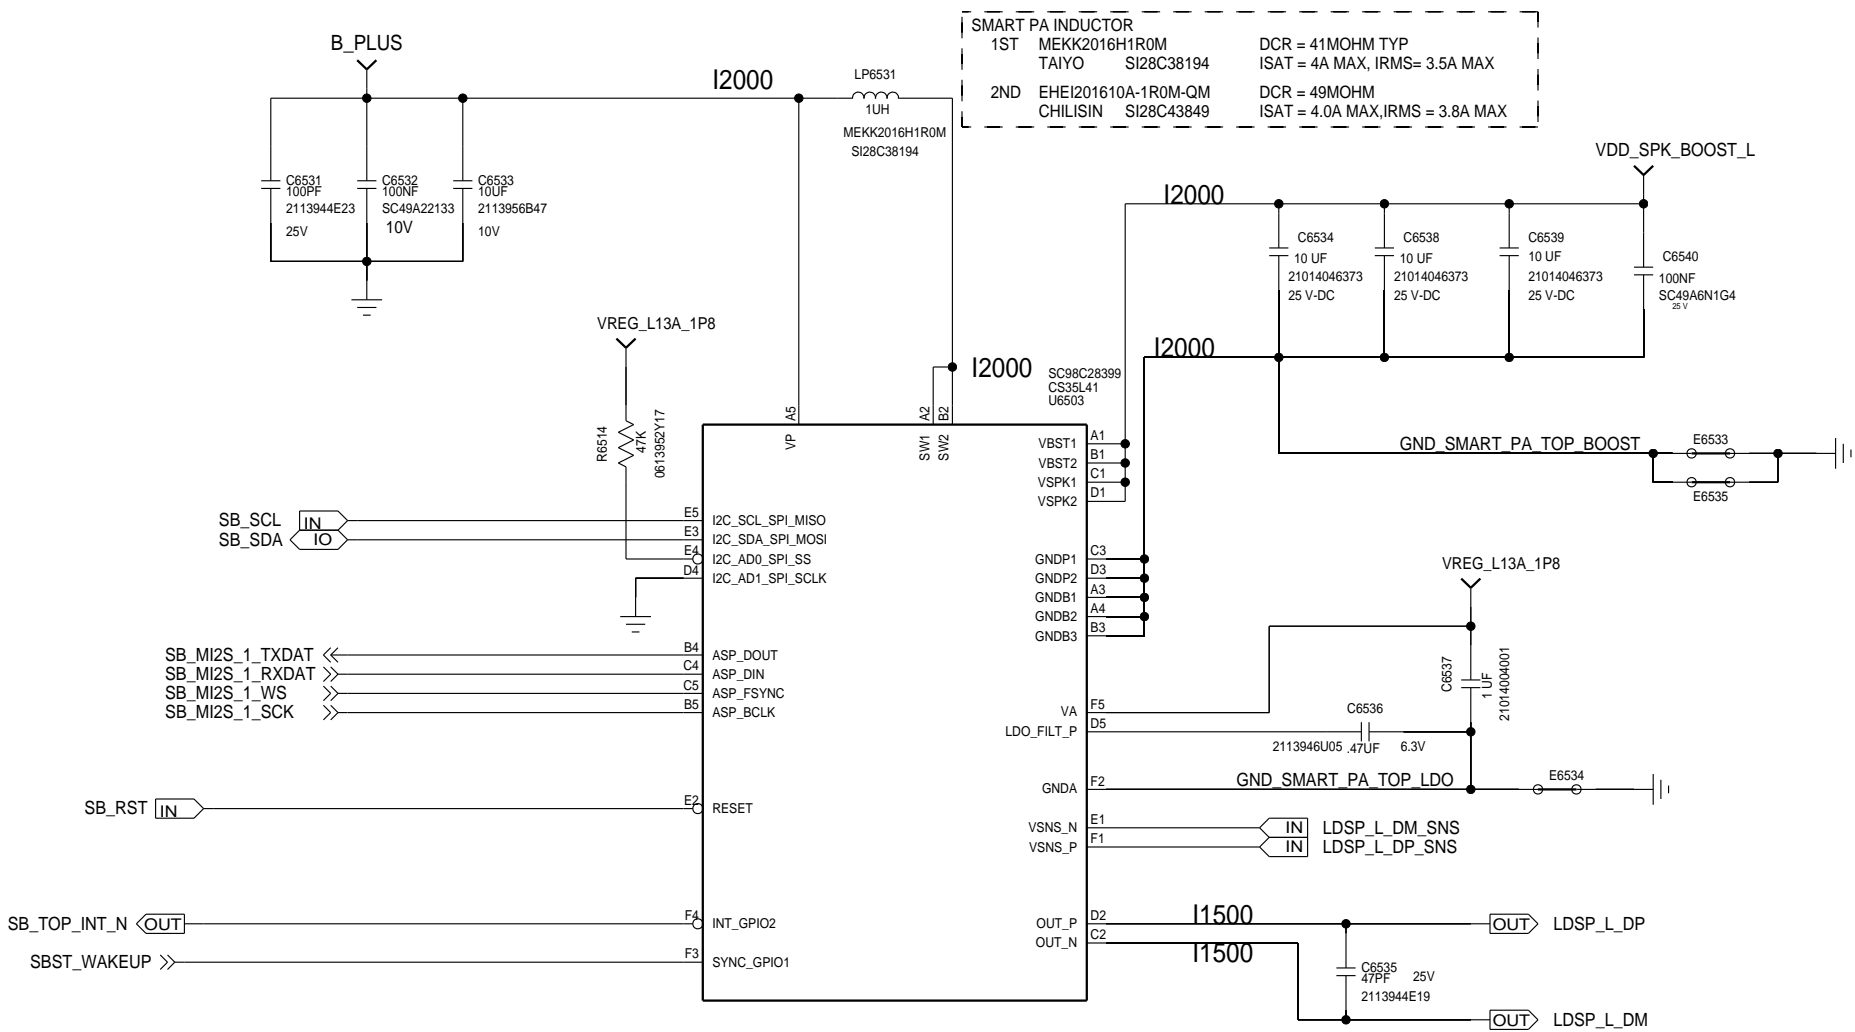 SMART PA INDUCTOR
1ST MEKK2016H1R0M DCR = 41MOHM TYP
TAIYO SI28C38194 ISAT = 4A MAX, IRMS= 3.5A MAX
2ND EHEI201610A-1R0M-QM DCR = 49MOHM
CHILISIN SI28C43849 ISAT = 4.0A MAX,IRMS = 3.8A MAX
B_PLUS
I2000
LP6531
1UH
MEKK2016H1R0M
SI28C38194
C6531
100PF
2113944E23
25V
C6532
100NF
SC49A22133
10V
C6533
10UF
2113956B47
10V
VDD_SPK_BOOST_L
I2000
C6534
10 UF
21014046373
25 V-DC
C6538
10 UF
21014046373
25 V-DC
C6539
10 UF
21014046373
25 V-DC
C6540
100NF
SC49A6N1G4
25 V
I2000
VREG_L13A_1P8
R6514
47K
0613952Y17
I2000
SC98C28399
CS35L41
U6503
A5
VP
A2
SW1
B2
SW2
A1
VBST1
B1
VBST2
C1
VSPK1
D1
VSPK2
GND_SMART_PA_TOP_BOOST
E6533
E6535
SB_SCL IN E5 I2C_SCL_SPI_MISO
SB_SDA IO E3 I2C_SDA_SPI_MOSI
E4 I2C_AD0_SPI_SS
D4 I2C_AD1_SPI_SCLK
GNDP1 C3
GNDP2 D3
GNDB1 A3
GNDB2 A4
GNDB3 B3
VREG_L13A_1P8
C6537
1 UF
21014004001
SB_MI2S_1_TXDAT B4 ASP_DOUT
SB_MI2S_1_RXDAT C4 ASP_DIN
SB_MI2S_1_WS C5 ASP_FSYNC
SB_MI2S_1_SCK B5 ASP_BCLK
VA F5
LDO_FILT_P D5
C6536
2113946U05 .47UF 6.3V
GNDA F2 GND_SMART_PA_TOP_LDO
E6534
SB_RST IN E2 RESET
VSNS_N E1 IN LDSP_L_DM_SNS
VSNS_P F1 IN LDSP_L_DP_SNS
SB_TOP_INT_N OUT F4 INT_GPIO2
SBST_WAKEUP F3 SYNC_GPIO1
OUT_P D2 I1500 OUT LDSP_L_DP
OUT_N C2 I1500
C6535
47PF 25V
2113944E19
OUT LDSP_L_DM